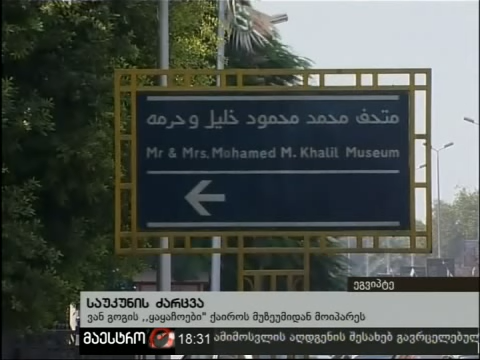 متحف محمد محمود خليل وحرمه
Mr & Mrs. Mohamed M. Khalil Museum
ეგვიპტე
საუკუნის ძარცვა
ვან გოგის ,,ყაყაჩოები" ქაიროს მუზეუმიდან მოიპარეს
მაესტრო 18:31 ამიმოსვლის აღდგენის შესახებ გავრცელებულ